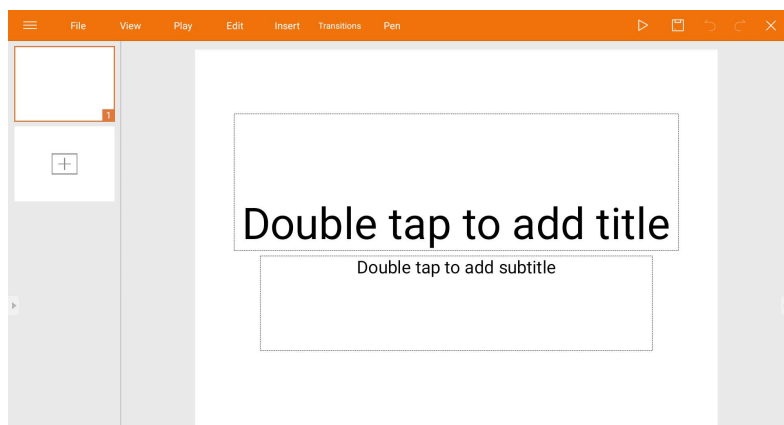 File View Play Edit Insert Transitions Pen
1
Double tap to add title
Double tap to add subtitle